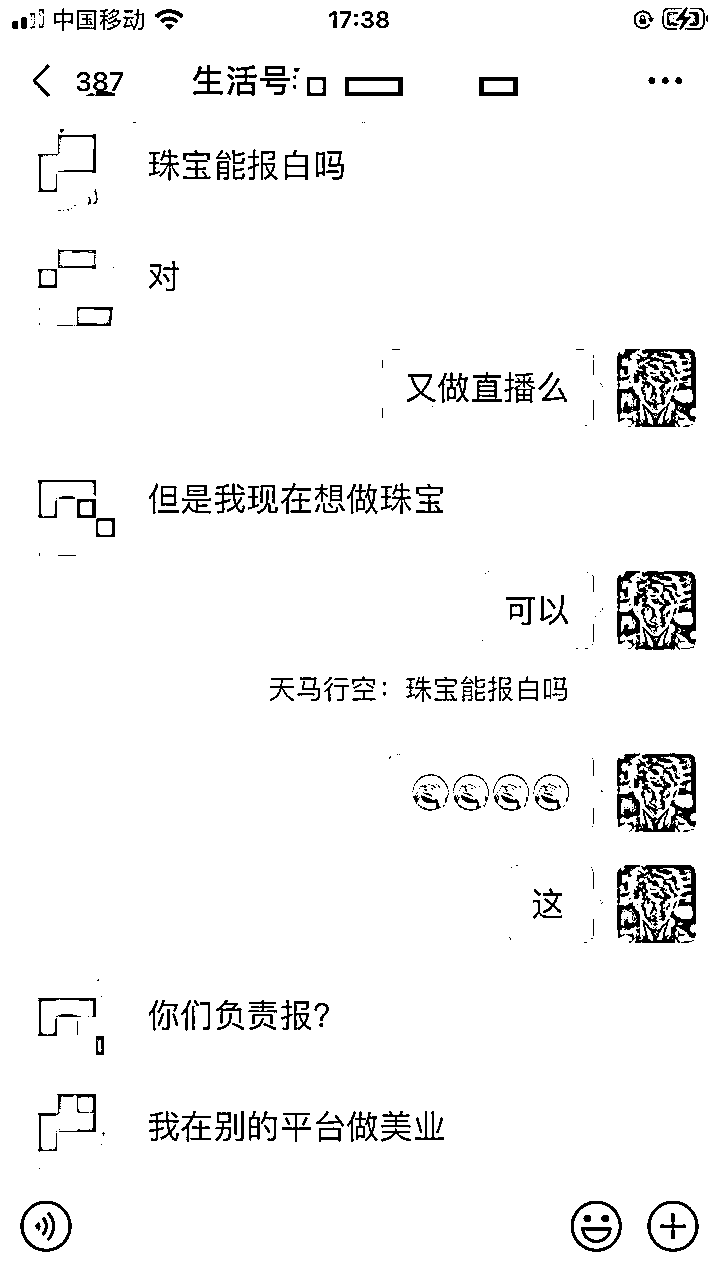 中国移动
17:38
387
生活号
珠宝能报白吗
对
又做直播么
但是我现在想做珠宝
可以
天马行空：珠宝能报白吗
这
你们负责报?
我在别的平台做美业